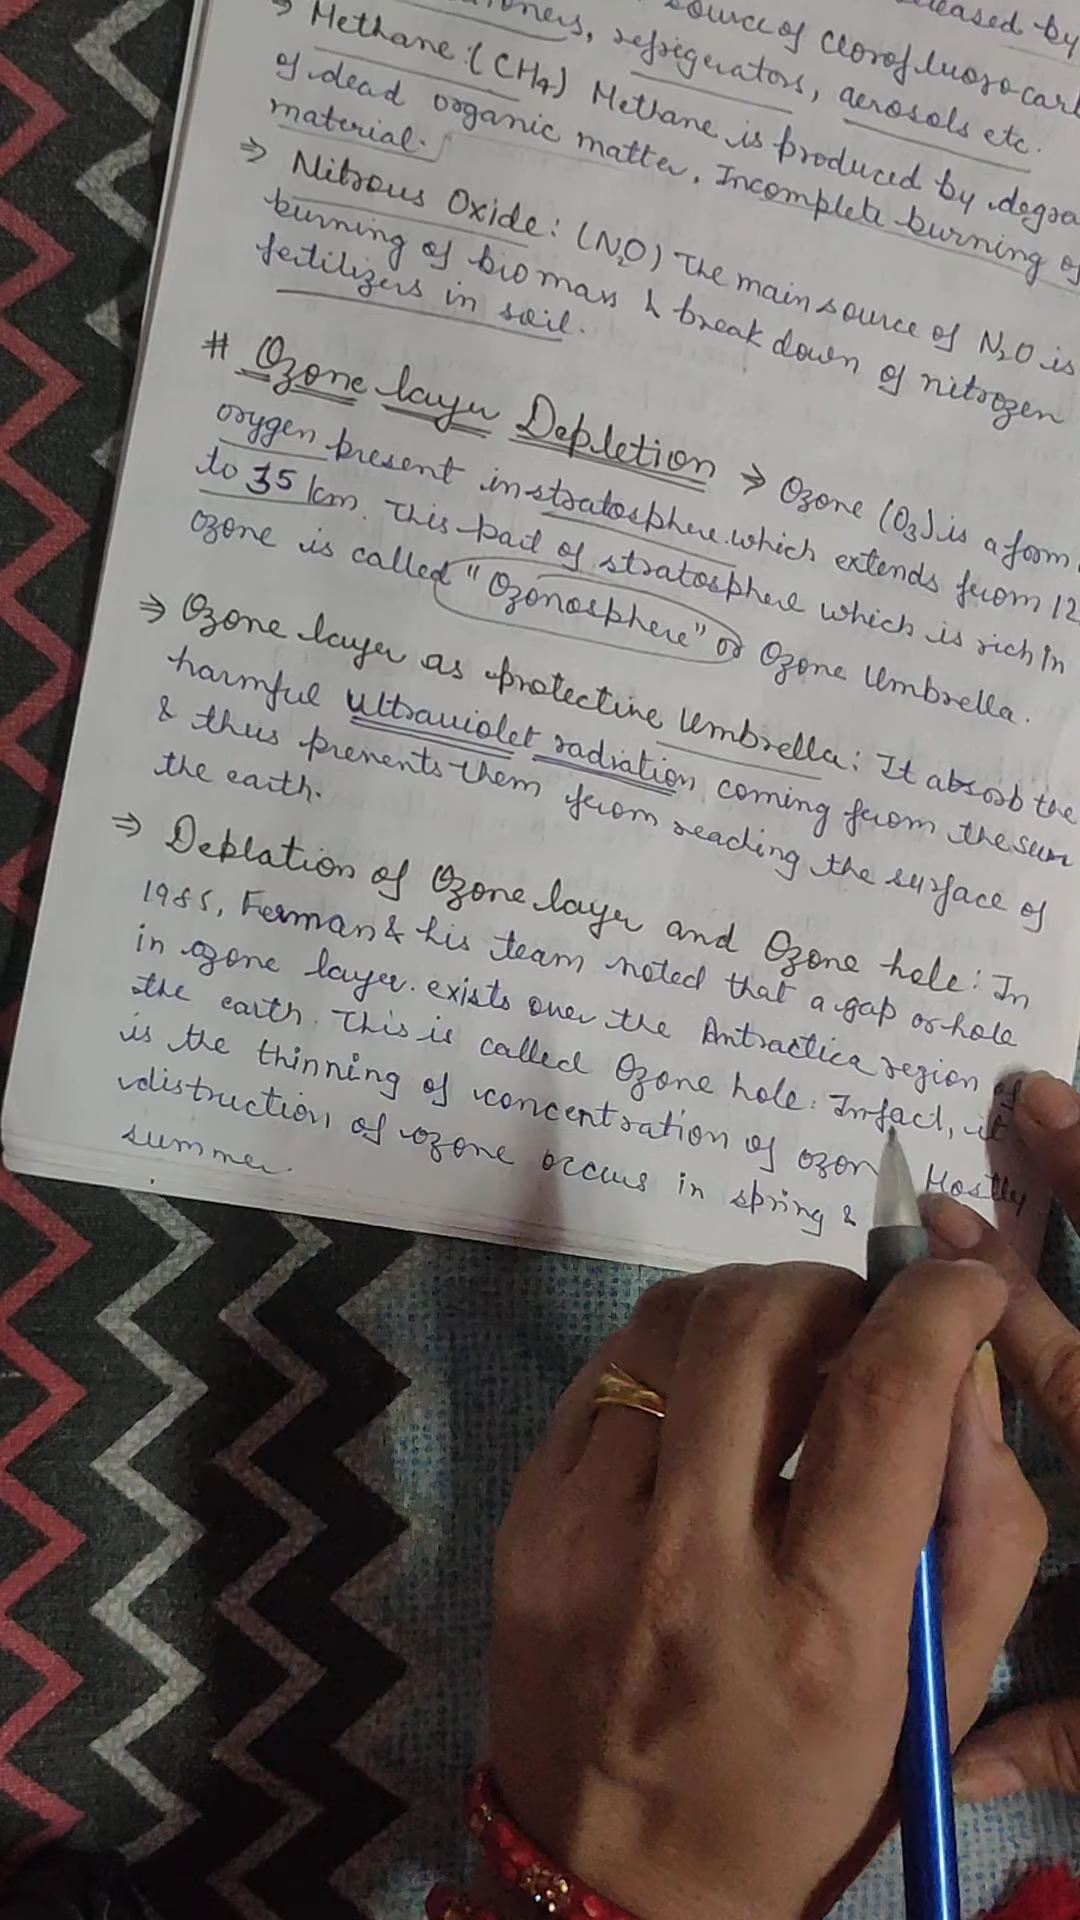 source of Clorofluoro carb
eleased by
refrigerators, aerosols etc.
⇒ Methane: (CH4) Methane is produced by degra
of dead organic matter, Incomplete burning of
material.
⇒ Nitrous Oxide: (N2O) The main source of N2O is
burning of biomass & break down of nitrogen
fetilizers in soil.
# Ozone layer Depletion ⇒ Ozone (O3) is a form
oxygen present in stratosphere which extends from 12
to 35 km. This part of stratosphere which is rich in
Ozone is called "Ozonosphere" or Ozone Umbrella.
⇒ Ozone layer as protective Umbrella: It absorb the
harmful ultraviolet radiation coming from the sun
& thus prevents them from reaching the surface of
the earth.
⇒ Deplation of Ozone layer and Ozone hole: In
1985, Ferman & his team noted that a gap or hole
in ozone layer exists over the Antractica region of
the earth. This is called Ozone hole. Infact, it
is the thinning of concentration of ozon Mostly
distruction of ozone occurs in spring &
summer.